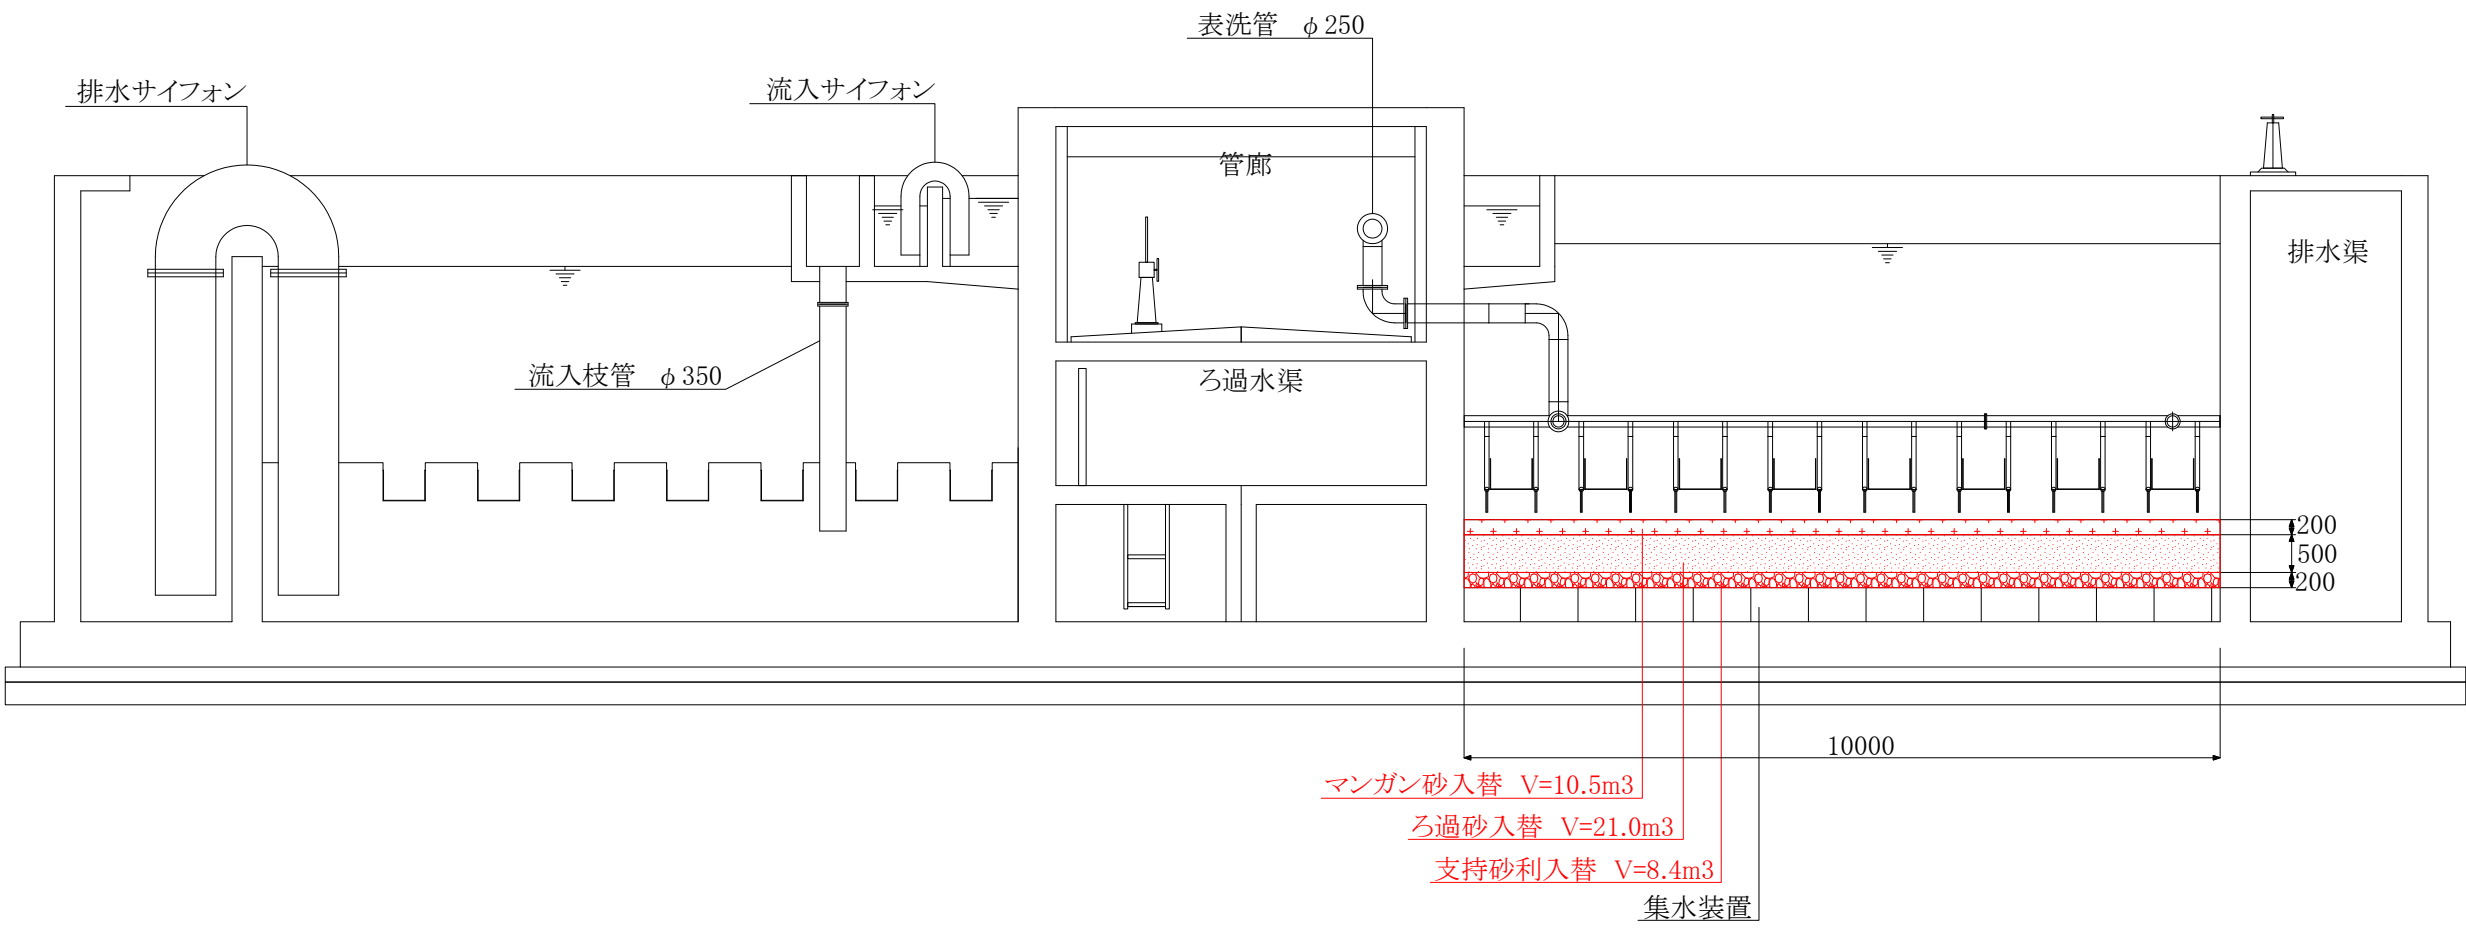 表洗管 φ250
排水サイフォン
流入サイフォン
管廊
排水渠
流入枝管 φ350
ろ過水渠
200
500
200
10000
マンガン砂入替 V=10.5m3
ろ過砂入替 V=21.0m3
支持砂利入替 V=8.4m3
集水装置